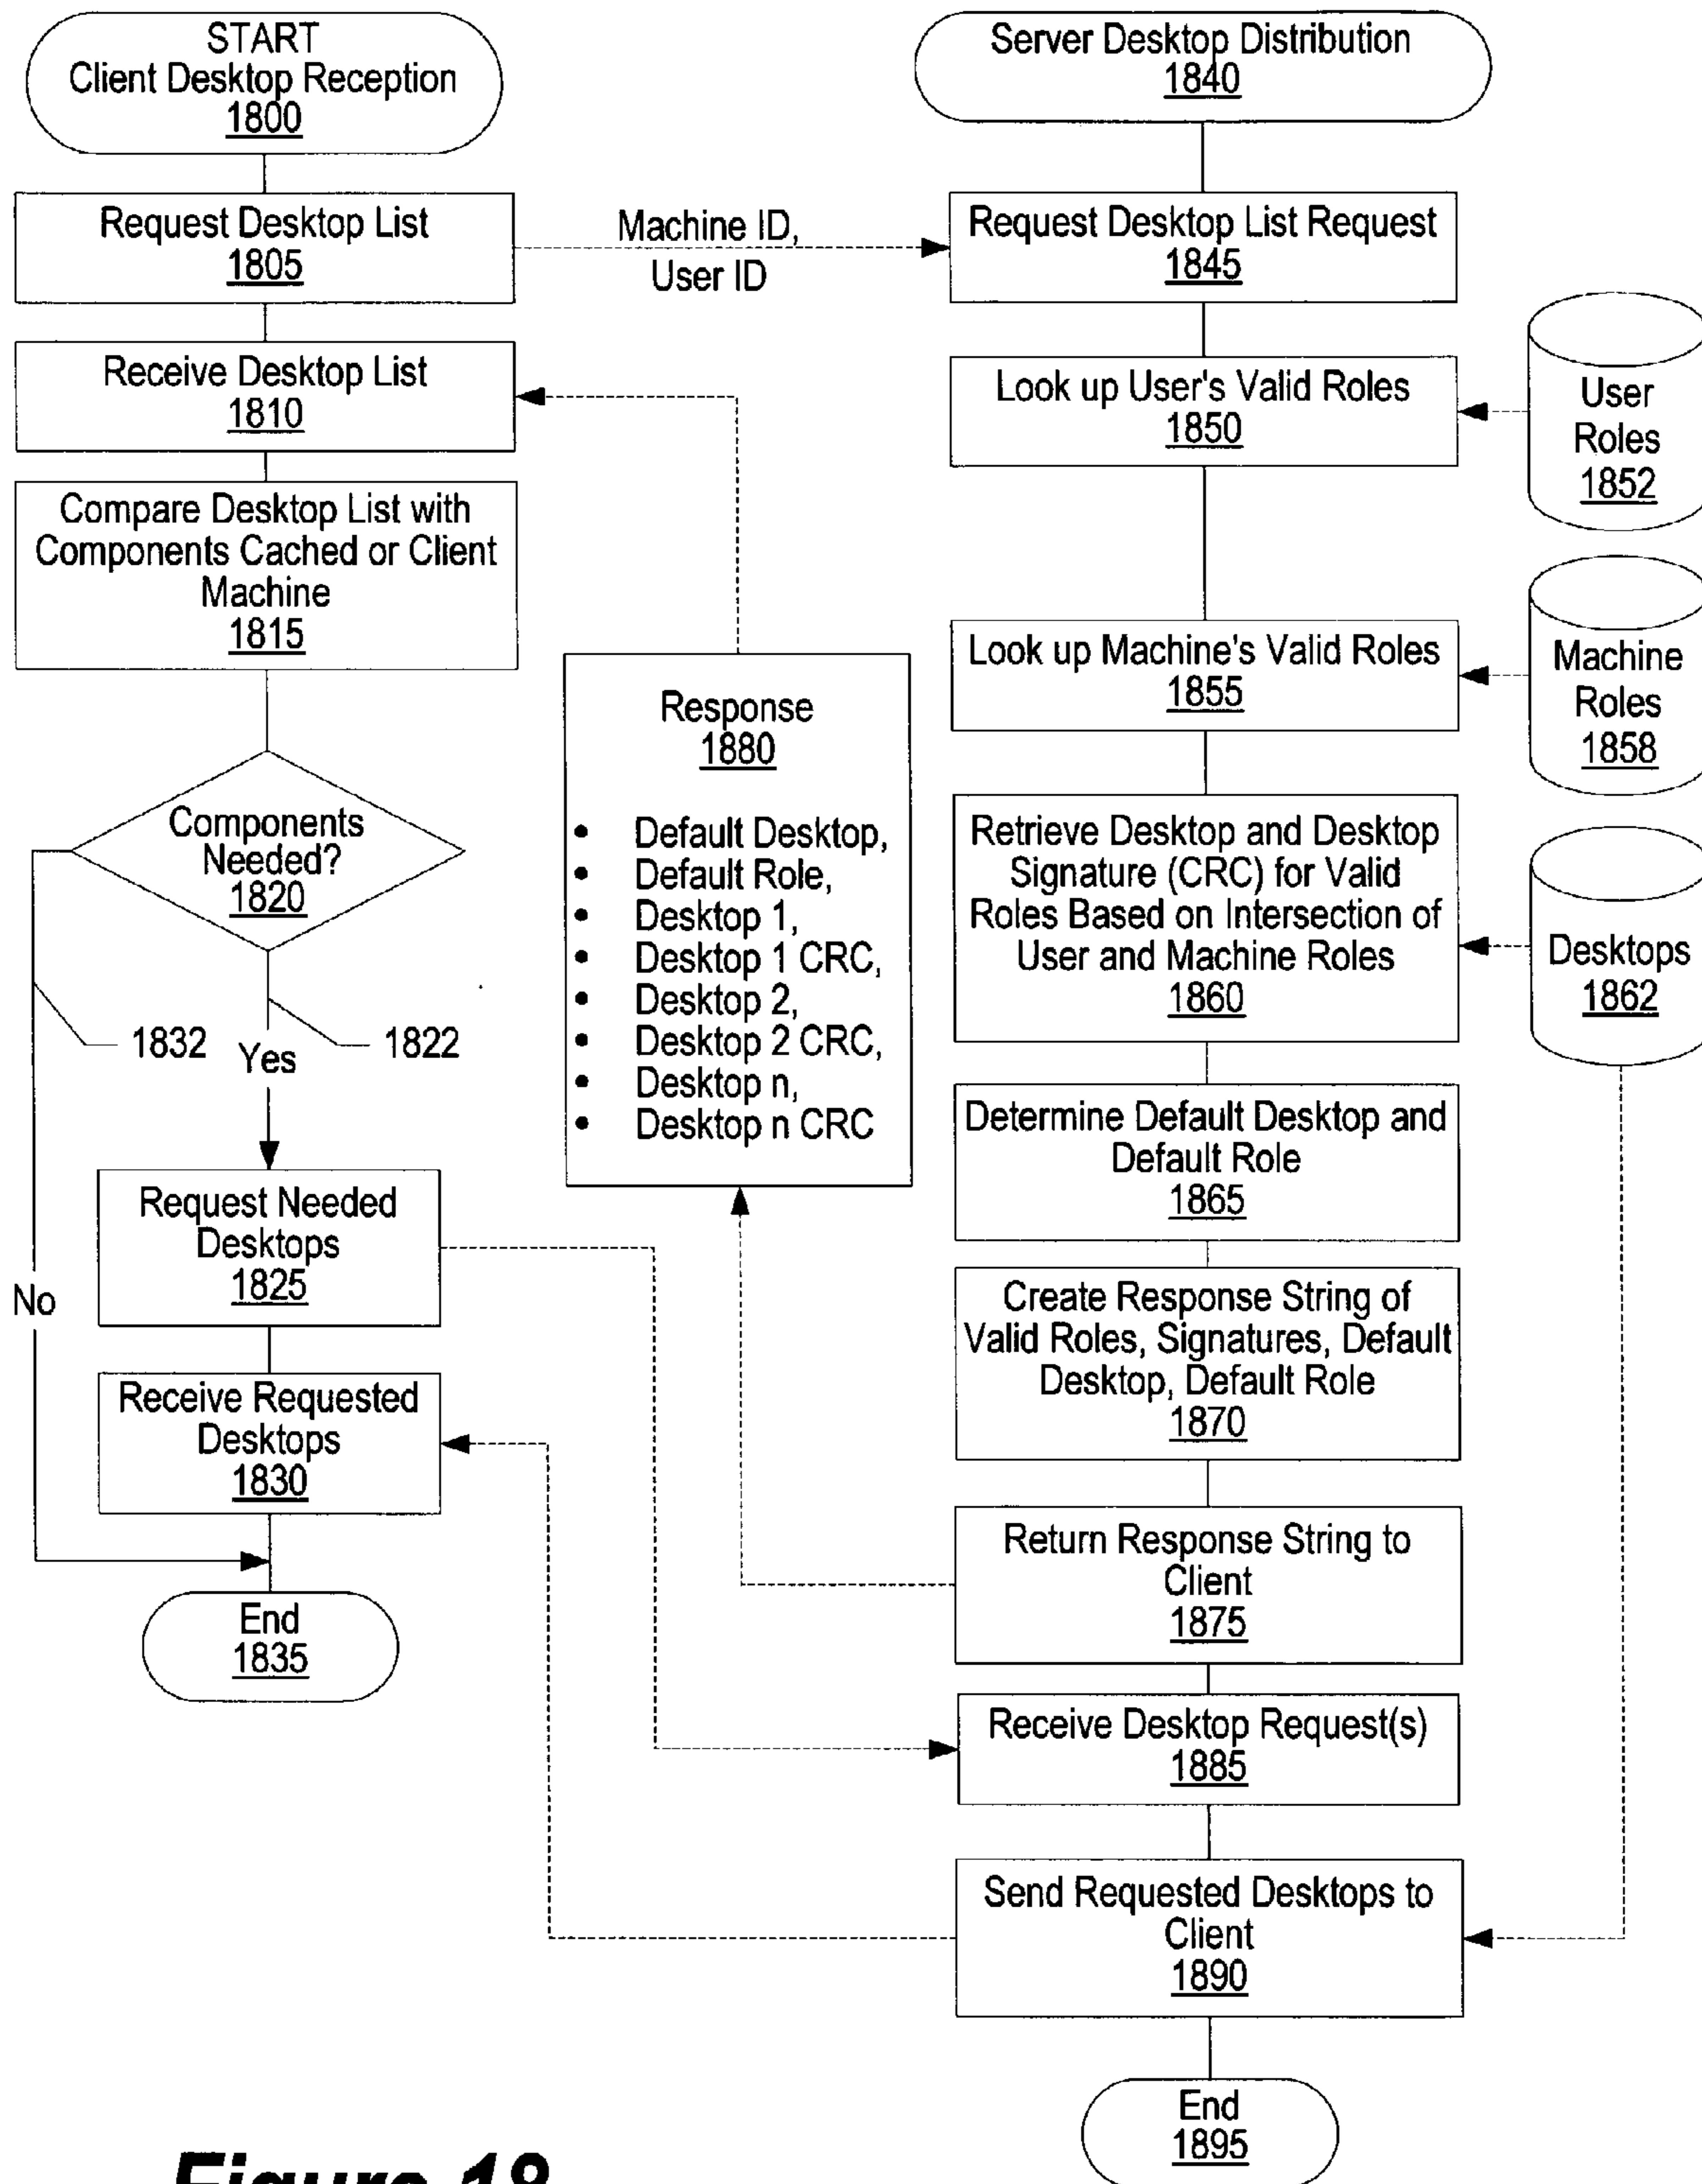 START
Client Desktop Reception
1800
Request Desktop List
1805
Receive Desktop List
1810
Compare Desktop List with
Components Cached or Client
Machine
1815
Components
Needed?
1820
1832
Yes
1822
No
Request Needed
Desktops
1825
Receive Requested
Desktops
1830
End
1835
Machine ID,
User ID
Response
1880
• Default Desktop,
• Default Role,
• Desktop 1,
• Desktop 1 CRC,
• Desktop 2,
• Desktop 2 CRC,
• Desktop n,
• Desktop n CRC
Server Desktop Distribution
1840
Request Desktop List Request
1845
Look up User's Valid Roles
1850
User
Roles
1852
Look up Machine's Valid Roles
1855
Machine
Roles
1858
Retrieve Desktop and Desktop
Signature (CRC) for Valid
Roles Based on Intersection of
User and Machine Roles
1860
Desktops
1862
Determine Default Desktop and
Default Role
1865
Create Response String of
Valid Roles, Signatures, Default
Desktop, Default Role
1870
Return Response String to
Client
1875
Receive Desktop Request(s)
1885
Send Requested Desktops to
Client
1890
End
1895
Figure 18